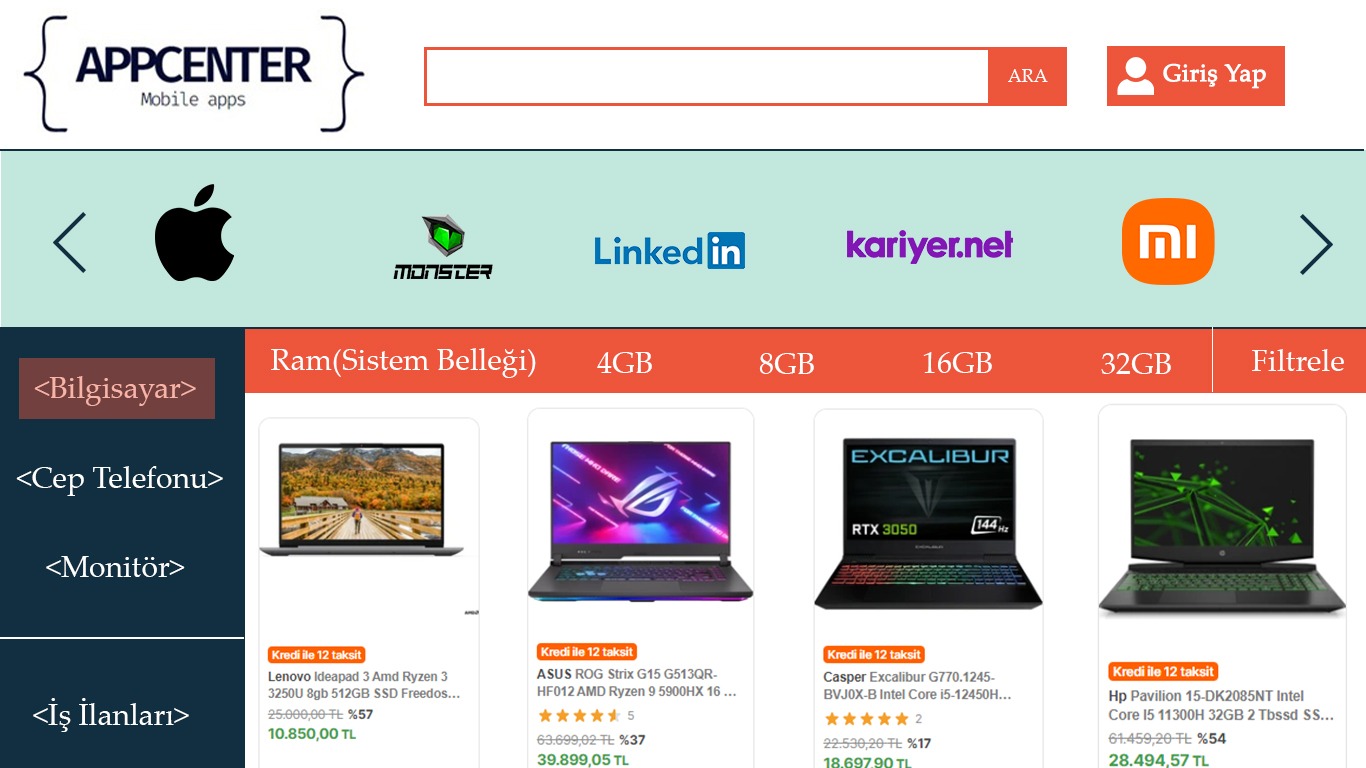 APPCENTER
Mobile apps
ARA
Giriş Yap
MONSTER
LinkedIn
kariyer.net
mi
Ram(Sistem Belleği) 4GB 8GB 16GB 32GB Filtrele
<Bilgisayar>
<Cep Telefonu>
<Monitör>
<İş İlanları>
AMD
Kredi ile 12 taksit
Lenovo Ideapad 3 Amd Ryzen 3
3250U 8gb 512GB SSD Freedos...
25.000,00 TL %57
10.850,00 TL
Kredi ile 12 taksit
ASUS ROG Strix G15 G513QR-
HF012 AMD Ryzen 9 5900HX 16 ...
5
63.699,02 TL %37
39.899,05 TL
EXCALIBUR
RTX 3050
144Hz
EXCALIBUR
Kredi ile 12 taksit
Casper Excalibur G770.1245-
BVJ0X-B Intel Core i5-12450H...
2
22.530,20 TL %17
18.697,90 TL
hp
Kredi ile 12 taksit
Hp Pavilion 15-DK2085NT Intel
Core I5 11300H 32GB 2 Tbssd SS...
61.459,20 TL %54
28.494,57 TL